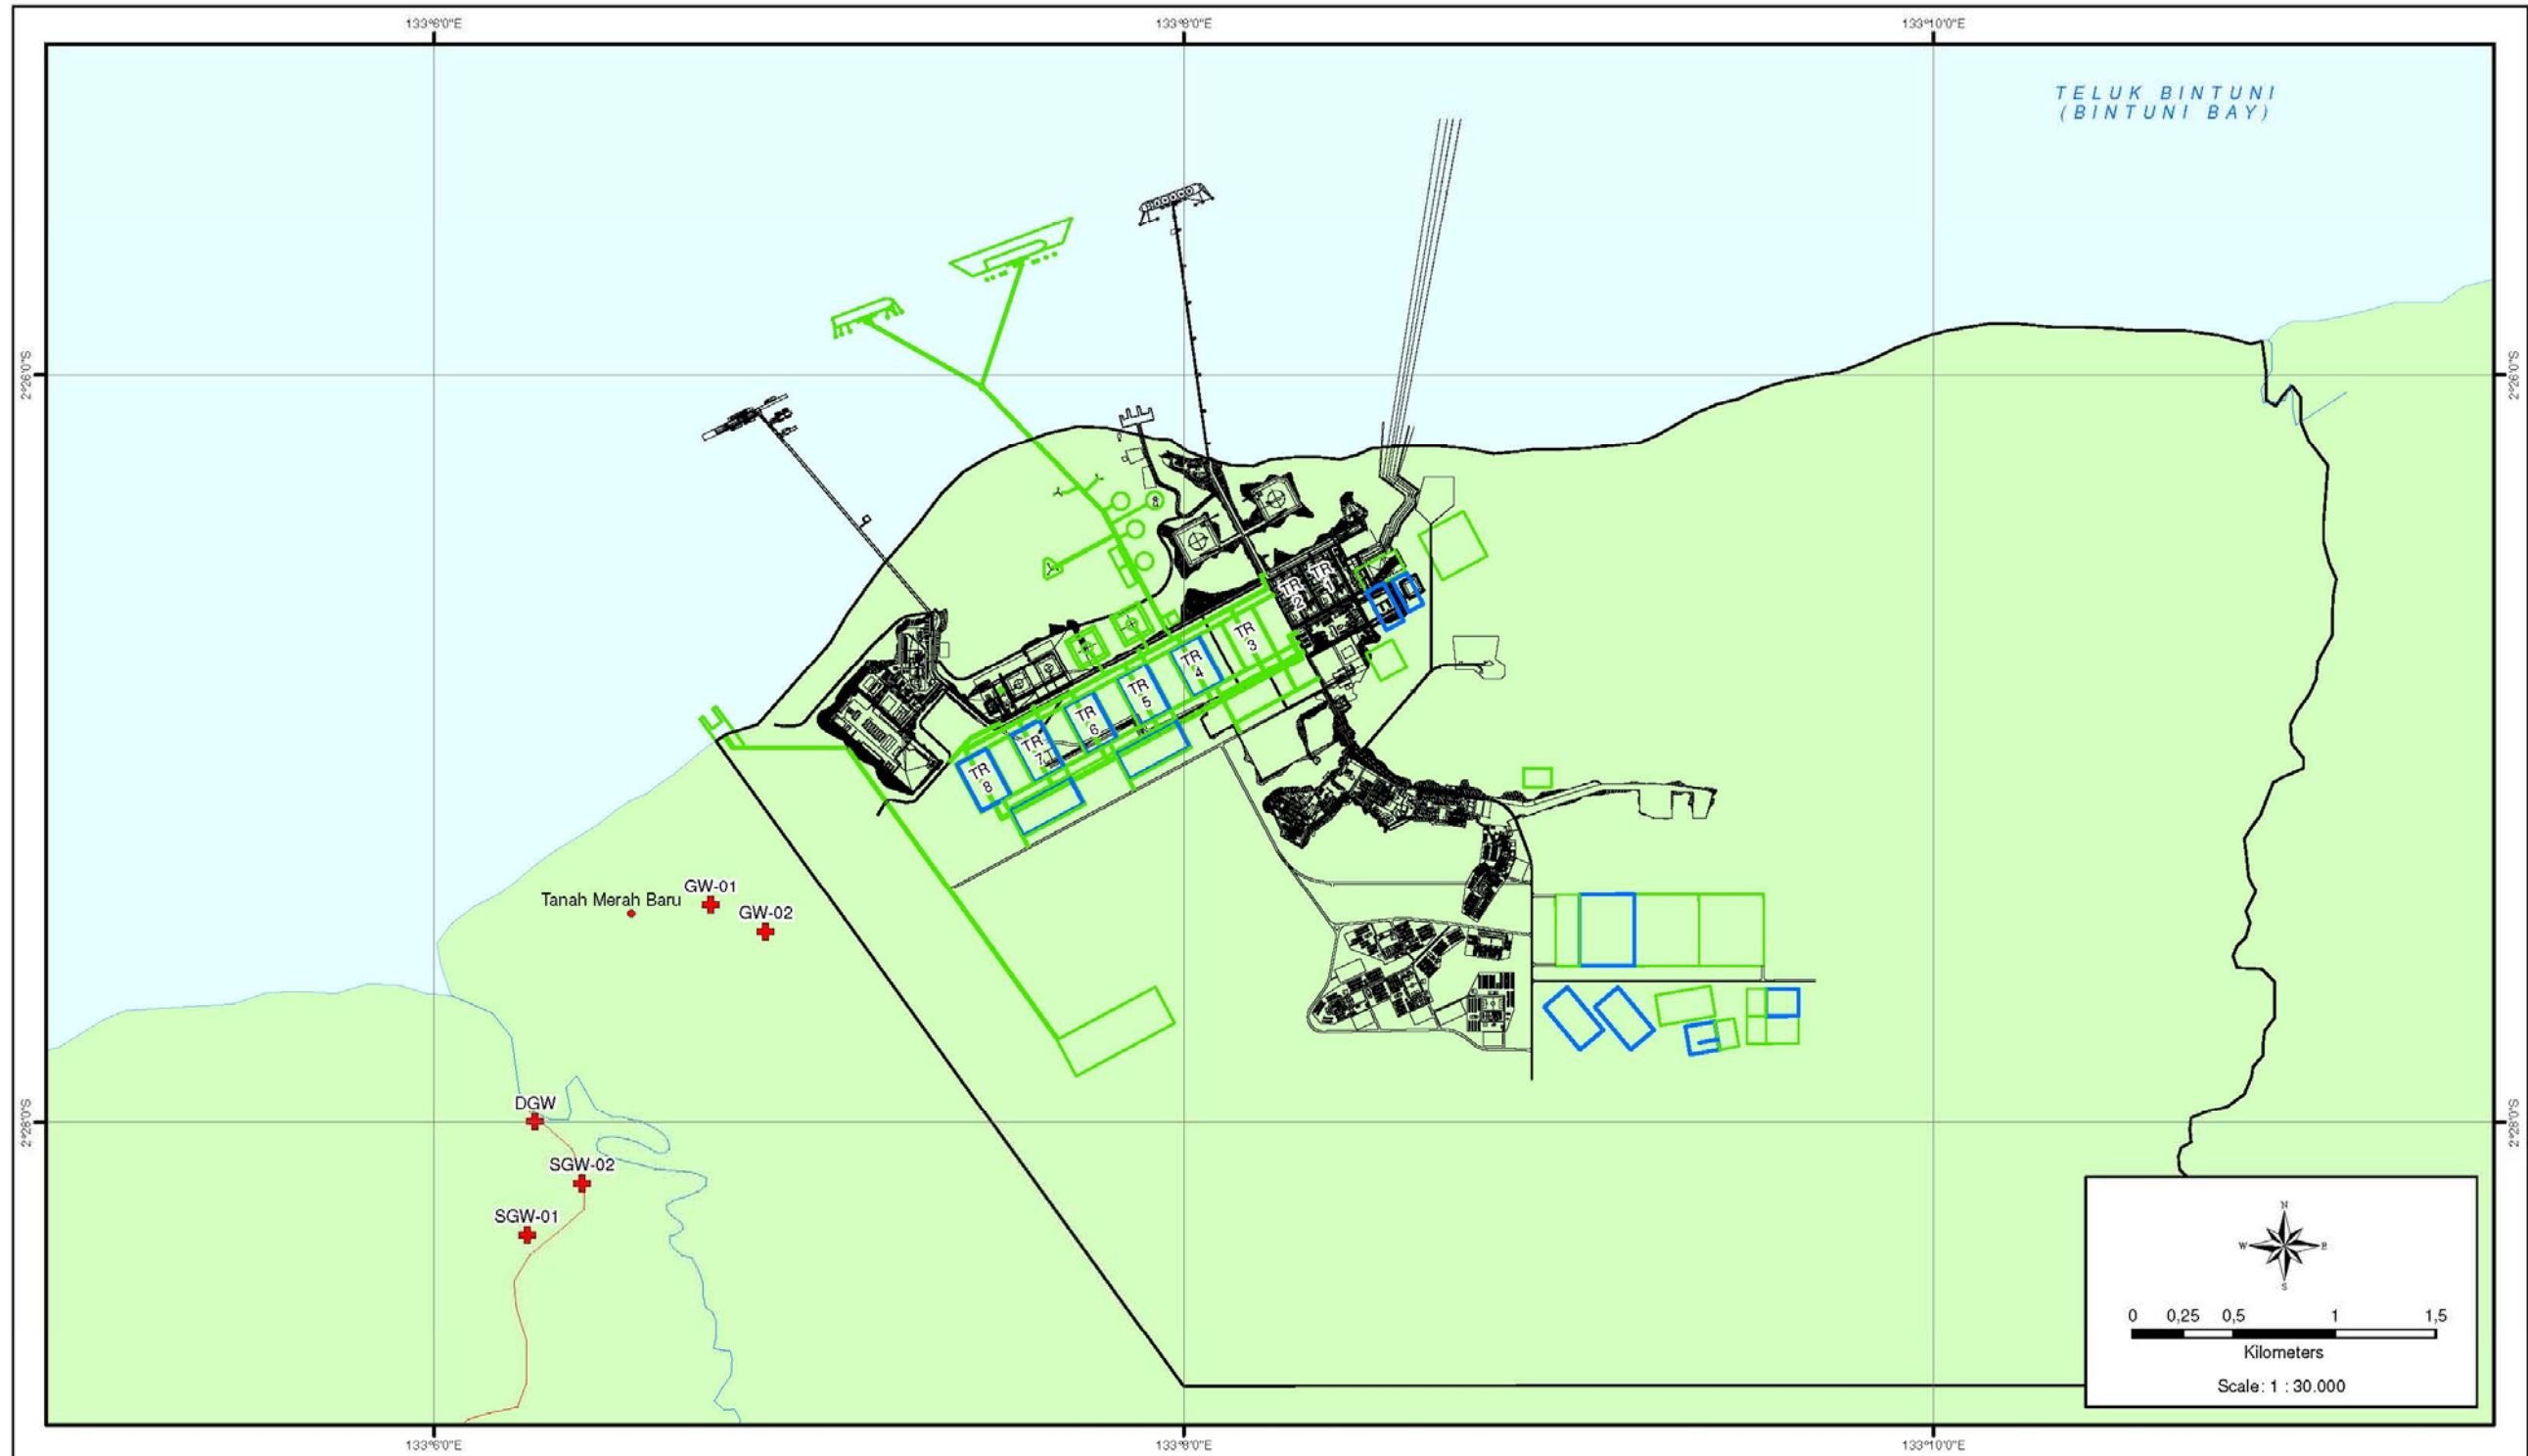 133°6'0"E
133°8'0"E
133°10'0"E
TELUK BINTUNI
(BINTUNI BAY)
2°26'0"S
2°26'0"S
TR
1
TR
2
TR
3
TR
4
TR
5
TR
6
TR
7
TR
8
Tanah Merah Baru
GW-01
GW-02
2°28'0"S
2°28'0"S
DGW
SGW-02
SGW-01
N
W
E
S
0 0,25 0,5 1 1,5
Kilometers
Scale: 1 : 30.000
133°6'0"E
133°8'0"E
133°10'0"E